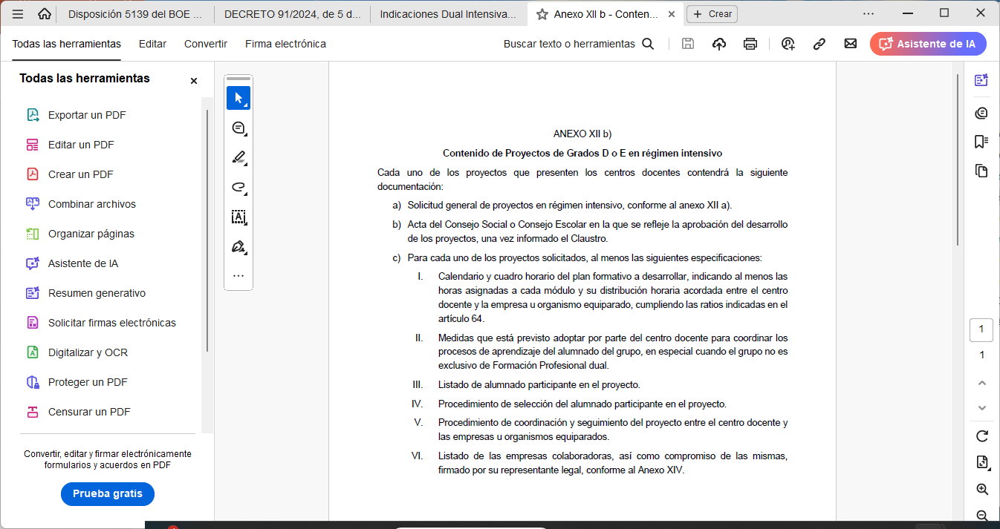 Disposición 5139 del BOE ...
DECRETO 91/2024, de 5 d...
Indicaciones Dual Intensiva...
Anexo XII b - Conten...
Crear
Todas las herramientas
Editar
Convertir
Firma electrónica
Buscar texto o herramientas
Asistente de IA
Todas las herramientas
Exportar un PDF
Editar un PDF
Crear un PDF
Combinar archivos
Organizar páginas
Asistente de IA
Resumen generativo
Solicitar firmas electrónicas
Digitalizar y OCR
Proteger un PDF
Censurar un PDF
Convertir, editar y firmar electrónicamente
formularios y acuerdos en PDF
Prueba gratis
ANEXO XII b)
Contenido de Proyectos de Grados D o E en régimen intensivo
Cada uno de los proyectos que presenten los centros docentes contendrá la siguiente
documentación:
a) Solicitud general de proyectos en régimen intensivo, conforme al anexo XII a).
b) Acta del Consejo Social o Consejo Escolar en la que se refleje la aprobación del desarrollo
de los proyectos, una vez informado el Claustro.
c) Para cada uno de los proyectos solicitados, al menos las siguientes especificaciones:
I. Calendario y cuadro horario del plan formativo a desarrollar, indicando al menos las
horas asignadas a cada módulo y su distribución horaria acordada entre el centro
docente y la empresa u organismo equiparado, cumpliendo las ratios indicadas en el
artículo 64.
II. Medidas que está previsto adoptar por parte del centro docente para coordinar los
procesos de aprendizaje del alumnado del grupo, en especial cuando el grupo no es
exclusivo de Formación Profesional dual.
III. Listado de alumnado participante en el proyecto.
IV. Procedimiento de selección del alumnado participante en el proyecto.
V. Procedimiento de coordinación y seguimiento del proyecto entre el centro docente y
las empresas u organismos equiparados.
VI. Listado de las empresas colaboradoras, así como compromiso de las mismas,
firmado por su representante legal, conforme al Anexo XIV.
1
1